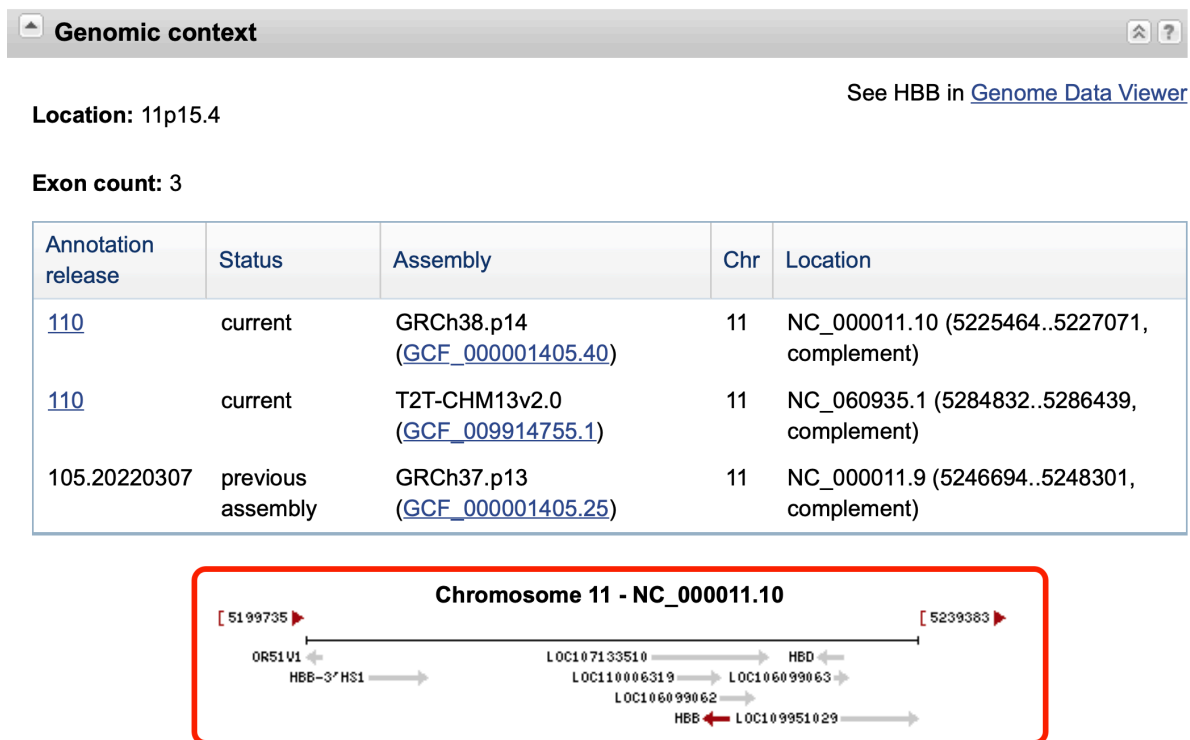 Genomic context
?
See HBB in Genome Data Viewer
Location: 11p15.4
Exon count: 3
Annotation release Status Assembly Chr Location
110 current GRCh38.p14 11 NC_000011.10 (5225464..5227071,
(GCF_000001405.40) complement)
110 current T2T-CHM13v2.0 11 NC_060935.1 (5284832..5286439,
(GCF_009914755.1) complement)
105.20220307 previous GRCh37.p13 11 NC_000011.9 (5246694..5248301,
assembly (GCF_000001405.25) complement)
Chromosome 11 - NC_000011.10
[ 5199735 [ 5239383
OR51V1 LOC107133510 HBD
HBB-3'HS1 LOC110006319 LOC106099063
LOC106099062
HBB LOC109951029